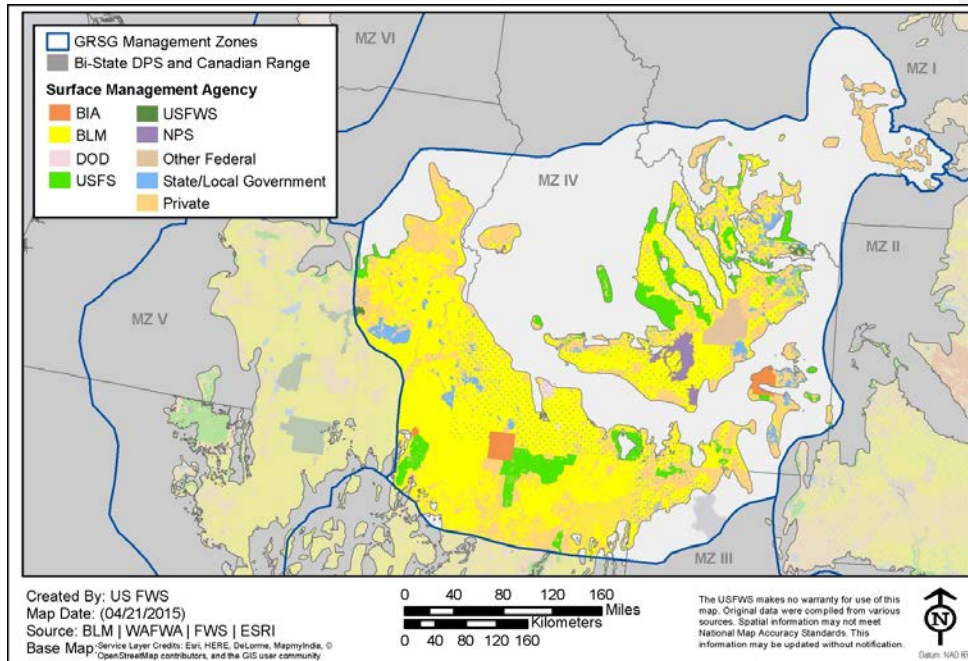 GRSG Management Zones
Bi-State DPS and Canadian Range
Surface Management Agency
BIA
BLM
DOD
USFS
USFWS
NPS
Other Federal
State/Local Government
Private
MZ VI
MZ I
MZ IV
MZ II
MZ V
MZ III
Created By: US FWS
Map Date: (04/21/2015)
Source: BLM | WAFWA | FWS | ESRI
Base Map: Service Layer Credits: Esri, HERE, DeLorme, MapmyIndia, ©
OpenStreetMap contributors, and the GIS user community
0 40 80 120 160
Miles
Kilometers
0 40 80 120 160
The USFWS makes no warranty for use of this
map. Original data were compiled from various
sources. Spatial information may not meet
National Map Accuracy Standards. This
information may be updated without notification.
N
Datum: NAD 83